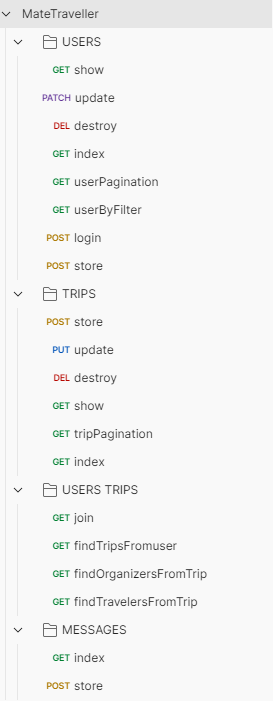 MateTraveller
USERS
GET show
PATCH update
DEL destroy
GET index
GET userPagination
GET userByFilter
POST login
POST store
TRIPS
POST store
PUT update
DEL destroy
GET show
GET tripPagination
GET index
USERS TRIPS
GET join
GET findTripsFromuser
GET findOrganizersFromTrip
GET findTravelersFromTrip
MESSAGES
GET index
POST store